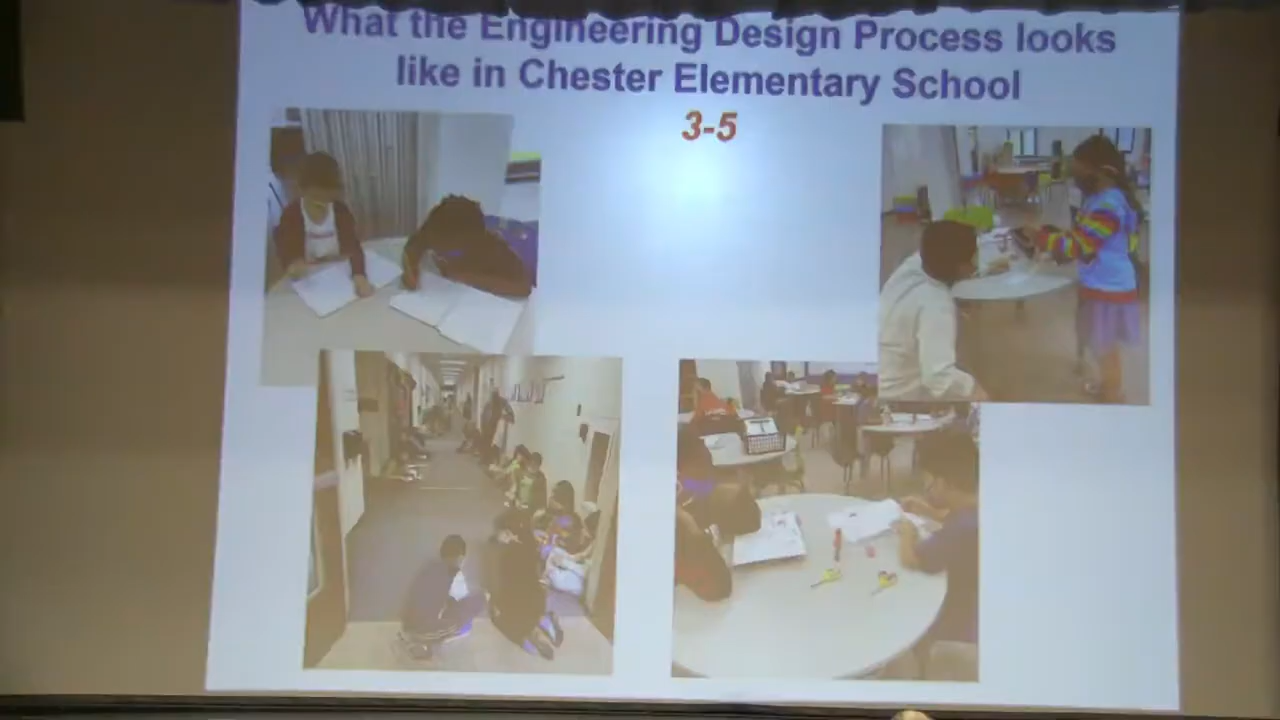 What the Engineering Design Process looks
like in Chester Elementary School
3-5